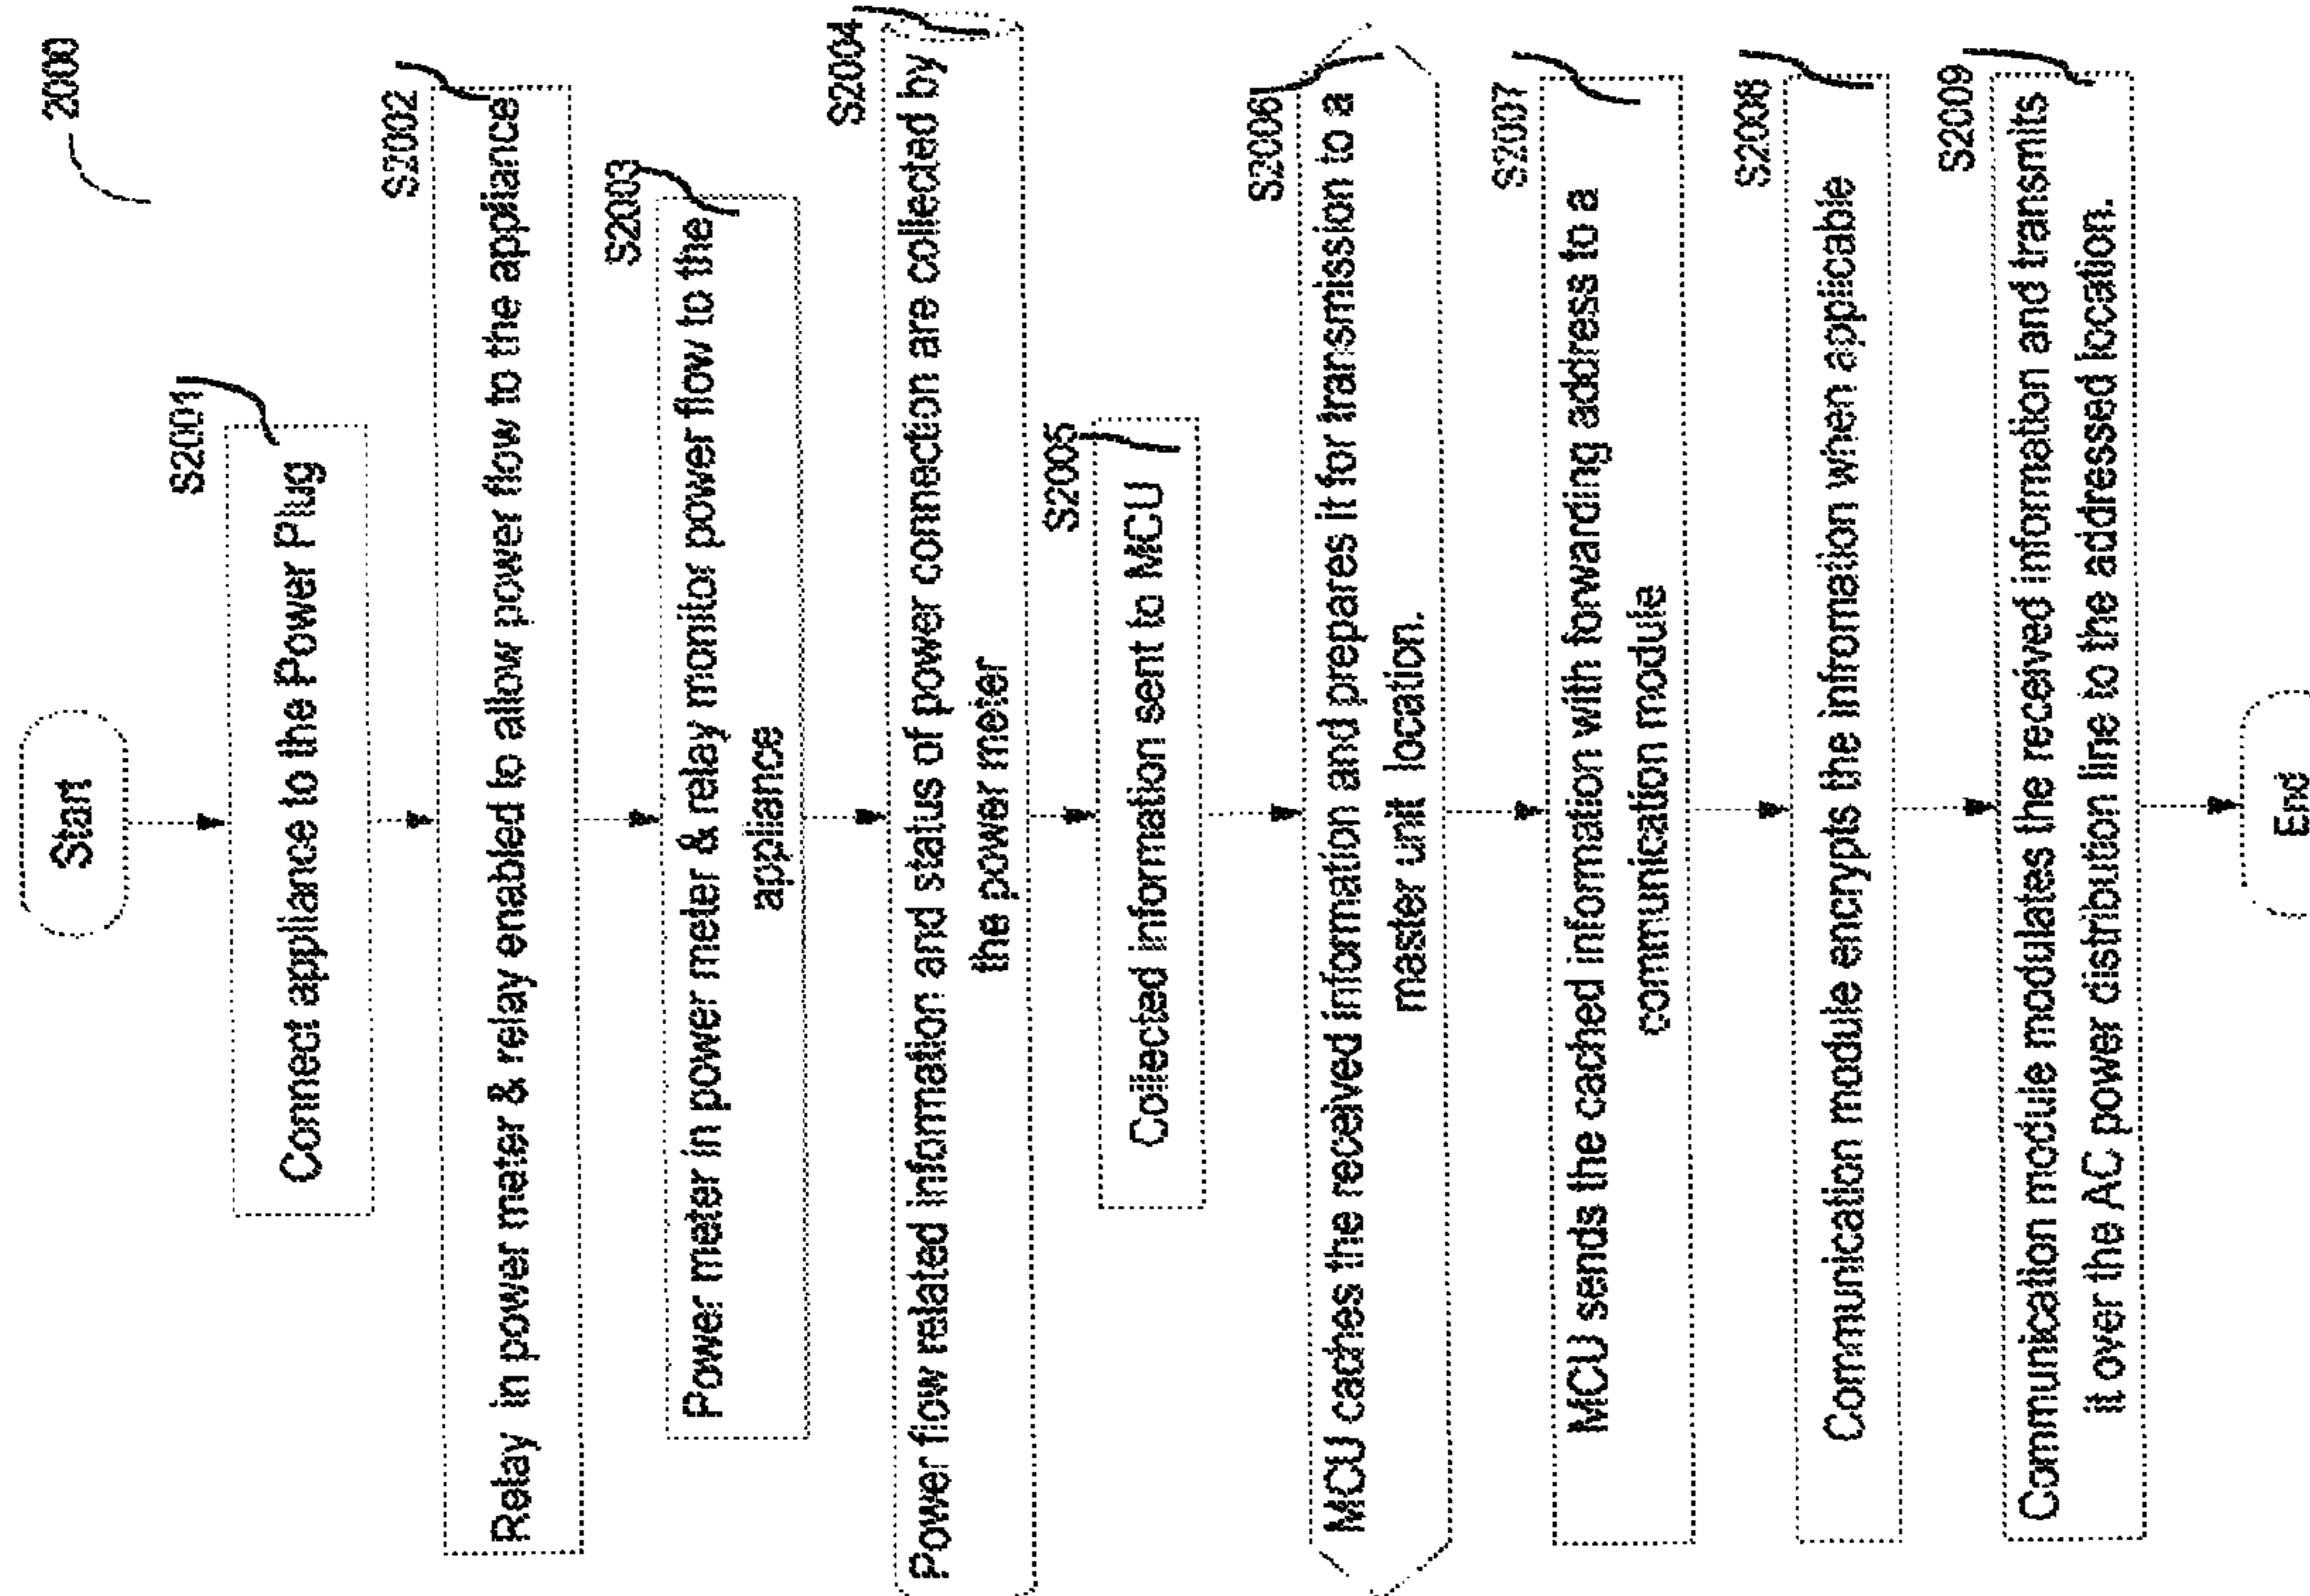 2000
Start
S2001
Connect appliance to the Power Plug
S2002
Relay in power meter & relay enabled to allow power flow to the appliance
S2003
Power meter in power meter & relay monitor power flow to the
appliance
S2004
Power flow related information and status of power connection are collected by
the power meter
S2005
Collected information sent to MCU
S2006
MCU caches the received information and prepares it for transmission to a
master unit location.
S2007
MCU sends the cached information with forwarding address to a
communication module
S2008
Communication module encrypts the infromation when applicable
S2009
Communication module modulates the received information and transmits
it over the AC power distribution line to the addressed location.
End